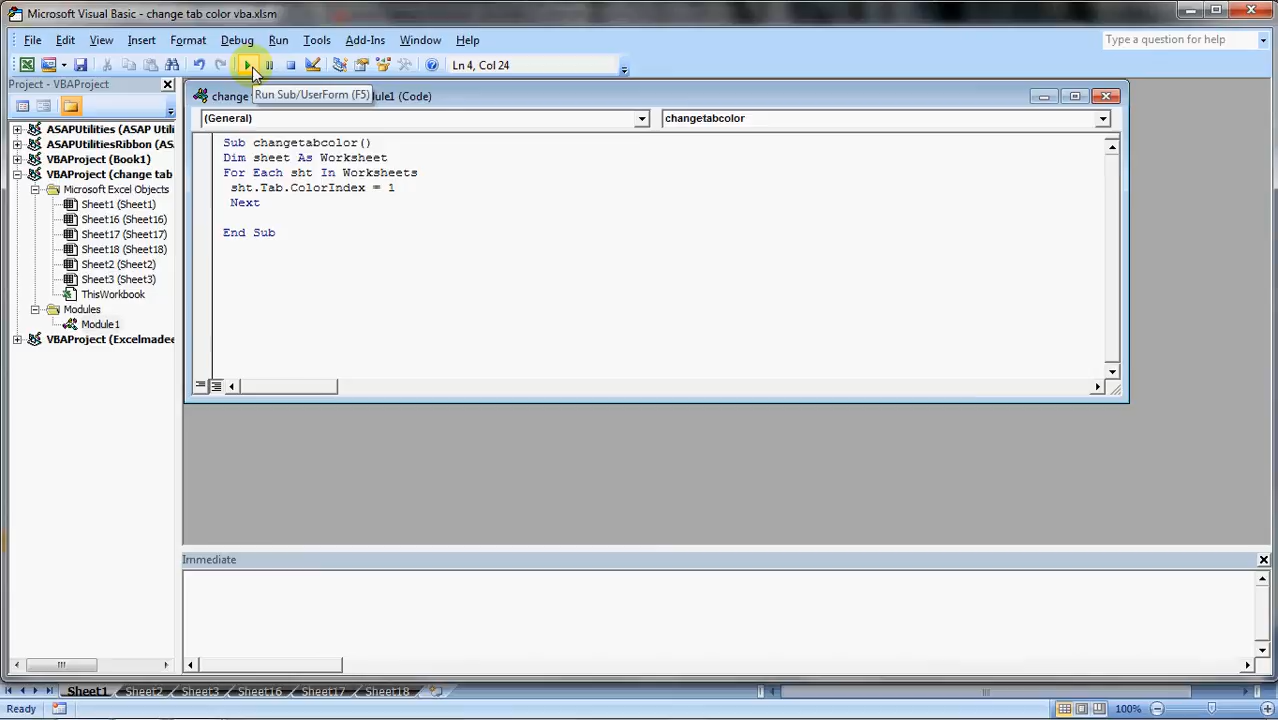 Microsoft Visual Basic - change tab color vba.xlsm
File Edit View Insert Format Debug Run Tools Add-Ins Window Help
Type a question for help
Ln 4, Col 24
Project - VBAProject
Run Sub/UserForm (F5)
change
ule1 (Code)
(General)
changetabcolor
ASAPUtilities (ASAP Util
ASAPUtilitiesRibbon (AS
VBAProject (Book1)
VBAProject (change tab
Microsoft Excel Objects
Sheet1 (Sheet1)
Sheet16 (Sheet16)
Sheet17 (Sheet17)
Sheet18 (Sheet18)
Sheet2 (Sheet2)
Sheet3 (Sheet3)
ThisWorkbook
Modules
Module1
VBAProject (Excelmadee
Sub changetabcolor()
Dim sheet As Worksheet
For Each sht In Worksheets
sht.Tab.ColorIndex = 1
Next
End Sub
Immediate
Sheet1 Sheet2 Sheet3 Sheet16 Sheet17 Sheet18
Ready
100%